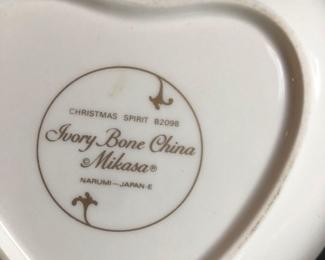 CHRISTMAS SPIRIT B2098
Ivory Bone China
Mikasa®
NARUMI-JAPAN-E